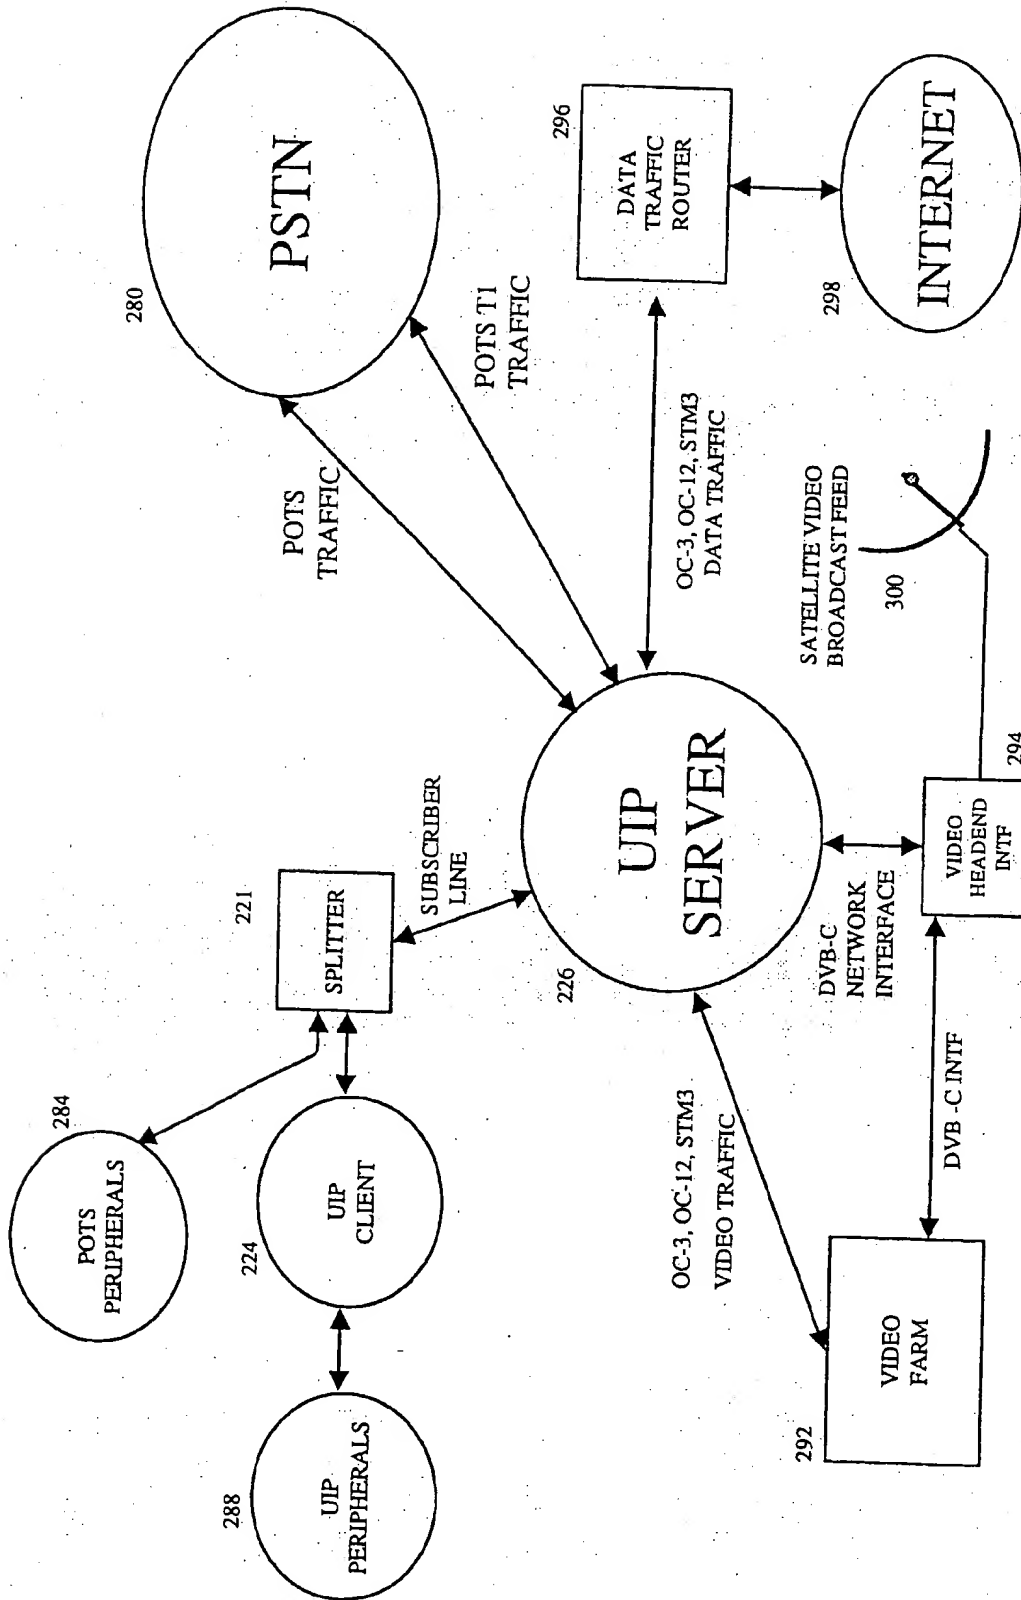 288
UIP
PERIPHERALS
284
POTS
PERIPHERALS
224
UIP
CLIENT
221
SPLITTER
SUBSCRIBER
LINE
280
PSTN
POTS
TRAFFIC
POTS T1
TRAFFIC
226
UIP
SERVER
296
DATA
TRAFFIC
ROUTER
OC-3, OC-12, STM3
DATA TRAFFIC
298
INTERNET
292
VIDEO
FARM
OC-3, OC-12, STM3
VIDEO TRAFFIC
DVB-C
NETWORK
INTERFACE
DVB -C INTF
294
VIDEO
HEADEND
INTF
SATELLITE VIDEO
BROADCAST FEED
300